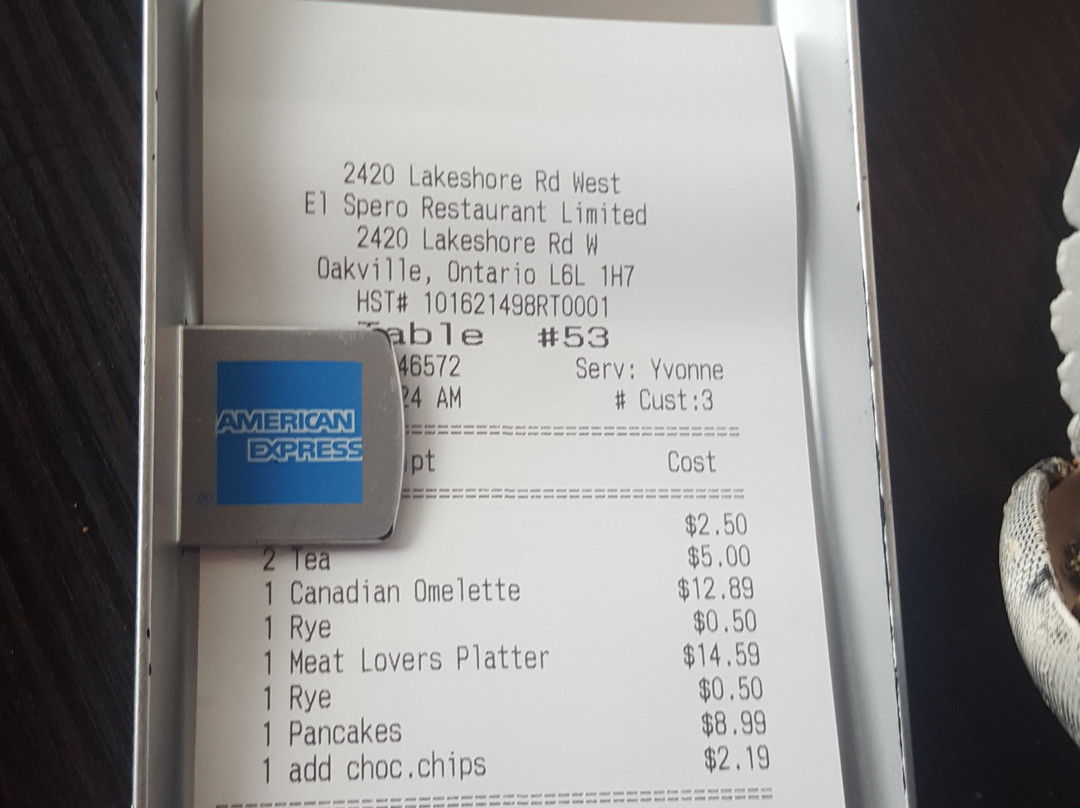 2420 Lakeshore Rd West
El Spero Restaurant Limited
2420 Lakeshore Rd W
Oakville, Ontario L6L 1H7
HST# 101621498RT0001
Table #53
46572 Serv: Yvonne
24 AM # Cust:3
AMERICAN
EXPRESS
®
pt Cost
$2.50
2 Tea $5.00
1 Canadian Omelette $12.89
1 Rye $0.50
1 Meat Lovers Platter $14.59
1 Rye $0.50
1 Pancakes $8.99
1 add choc.chips $2.19